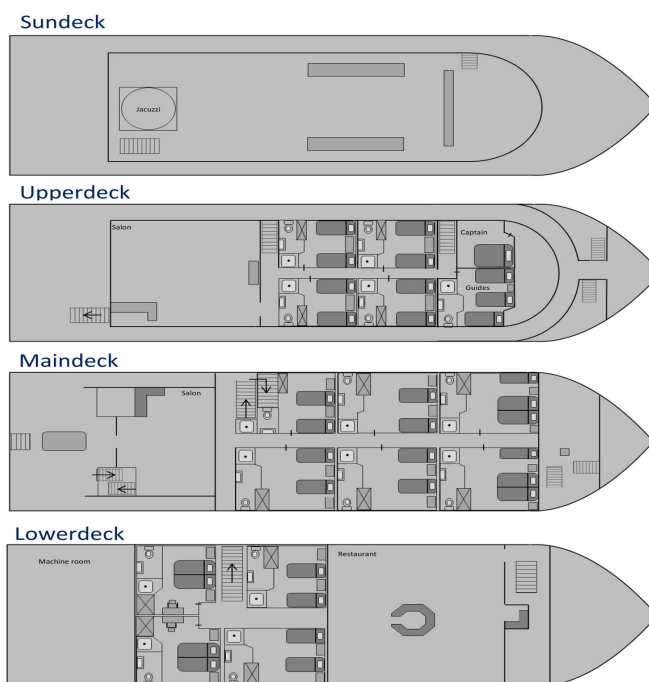 Sundeck
Jacuzzi
Upperdeck
Salon
Captain
Guides
Maindeck
Salon
Lowerdeck
Machine room
Restaurant